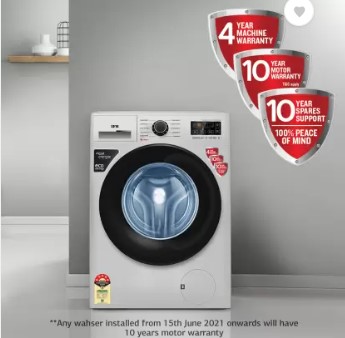 4 YEAR
MACHINE
WARRANTY
10 YEAR
MOTOR
WARRANTY
10 YEAR
SPARES
SUPPORT
100% PEACE
OF MIND
IFB
**Any wahser installed from 15th June 2021 onwards will have
10 years motor warranty